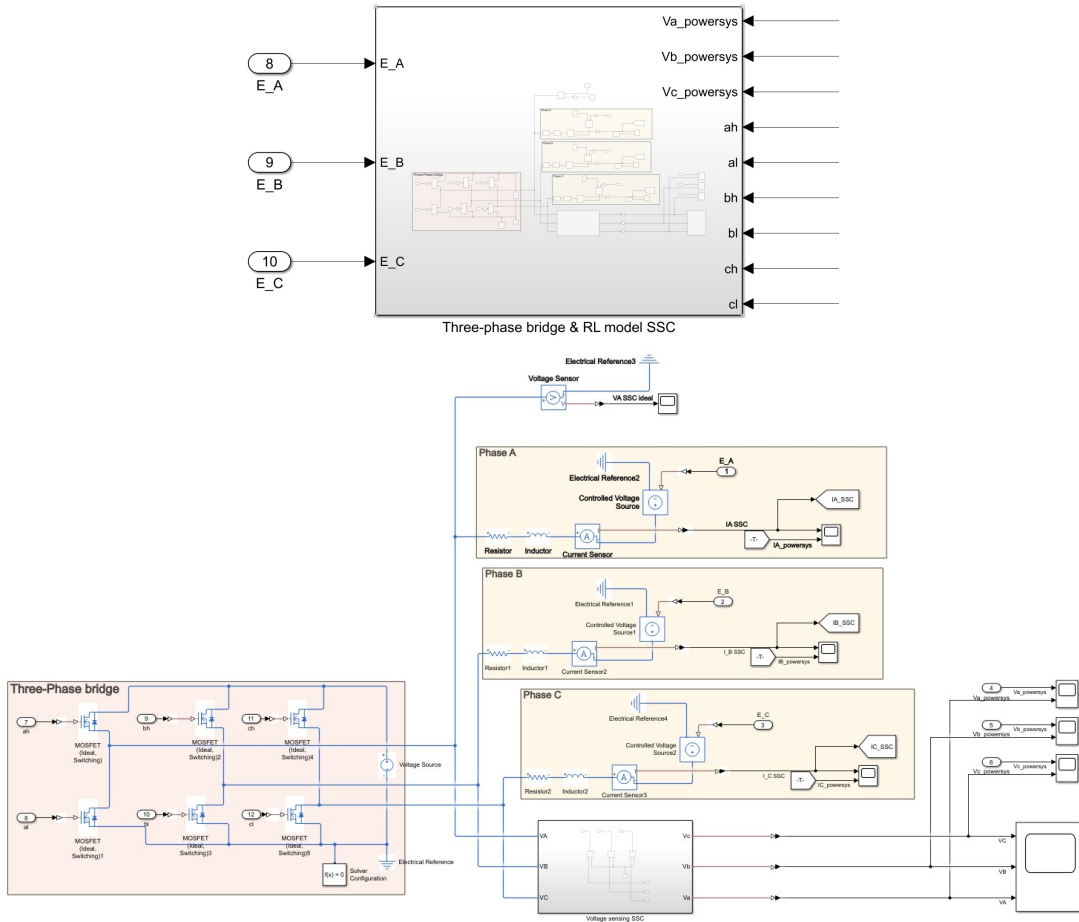 Va_powersys
8
E_A
E_A
Vb_powersys
Vc_powersys
ah
9
E_B
E_B
al
bh
bl
10
E_C
E_C
ch
cl
Three-phase bridge & RL model SSC
Electrical Reference3
Voltage Sensor
V
VA SSC ideal
Phase A
E_A
1
Electrical Reference2
Controlled Voltage
Source
IA_SSC
IA SSC
A
-T-
IA_powersys
Resistor
Inductor
Current Sensor
Phase B
E_B
2
Electrical Reference1
Controlled Voltage
Source1
IB_SSC
I_B SSC
A
-T-
IB_powersys
Resistor1
Inductor1
Current Sensor2
Phase C
E_C
3
Electrical Reference4
Controlled Voltage
Source2
IC_SSC
I_C SSC
A
-T-
IC_powersys
Resistor2
Inductor2
Current Sensor3
Three-Phase bridge
7
ah
9
bh
11
ch
MOSFET
(Ideal,
Switching)
MOSFET
(Ideal,
Switching)2
MOSFET
(Ideal,
Switching)4
Voltage Source
8
al
10
bl
12
cl
MOSFET
(Ideal,
Switching)1
MOSFET
(Ideal,
Switching)3
MOSFET
(Ideal,
Switching)5
f(x) = 0
Solver
Configuration
Electrical Reference
4
Va_powersys
Va_powersys
5
Vb_powersys
Vb_powersys
6
Vc_powersys
Vc_powersys
VA
VB
VC
Vc
Vb
Va
VC
VB
VA
Voltage sensing SSC